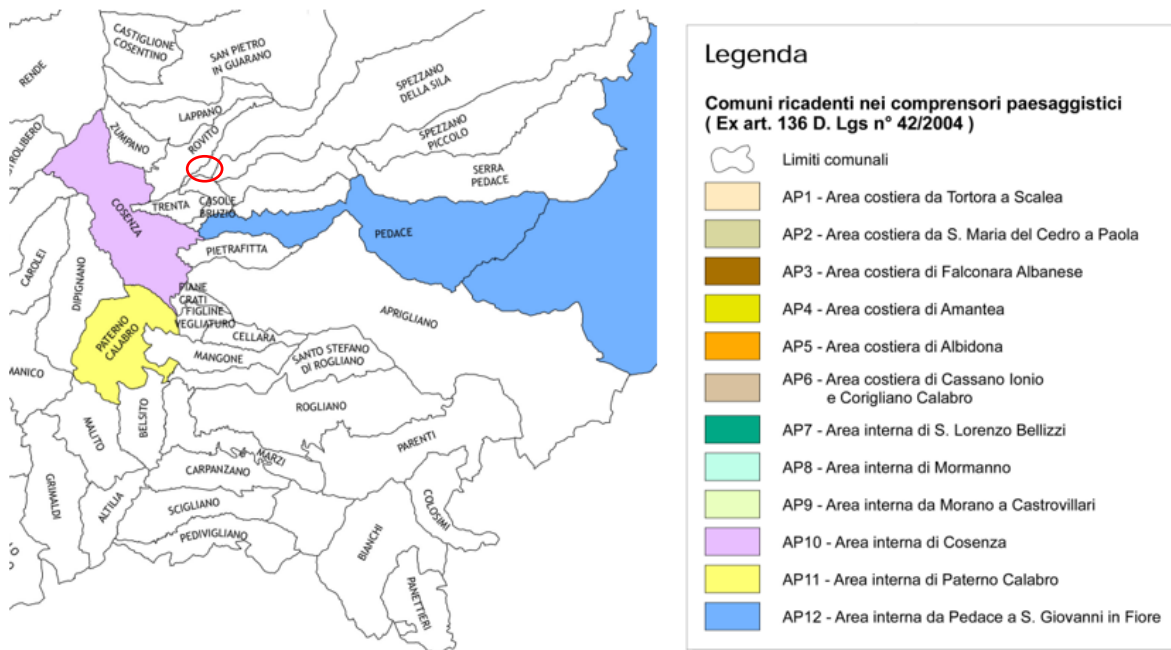 CASTIGLIONE
COSENTINO
SAN PIETRO
IN GUARANO
RENDE
SPEZZANO
DELLA SILA
LAPPANO
ZUMPANO
ROVITO
SPEZZANO
PICCOLO
STROLIBERO
SERRA
PEDACE
CASOLE
BRUZIO
TRENTA
COSENZA
PEDACE
PIETRAFITTA
CAROLEI
DIPIGNANO
PIANE
CRATI
FIGLINE
VEGLIATURO
APRIGLIANO
CELLARA
PATERNO
CALABRO
MANGONE
SANTO STEFANO
DI ROGLIANO
MANICO
ROGLIANO
BELSITO
MALITO
PARENTI
MARZI
CARPANZANO
GRIMALDI
ALTILIA
SCIGLIANO
COLOSIMI
PEDIVIGLIANO
BIANCHI
LO
PANETTIERI
Legenda
Comuni ricadenti nei comprensori paesaggistici
( Ex art. 136 D. Lgs n° 42/2004 )
Limiti comunali
AP1 - Area costiera da Tortora a Scalea
AP2 - Area costiera da S. Maria del Cedro a Paola
AP3 - Area costiera di Falconara Albanese
AP4 - Area costiera di Amantea
AP5 - Area costiera di Albidona
AP6 - Area costiera di Cassano Ionio
e Corigliano Calabro
AP7 - Area interna di S. Lorenzo Bellizzi
AP8 - Area interna di Mormanno
AP9 - Area interna da Morano a Castrovillari
AP10 - Area interna di Cosenza
AP11 - Area interna di Paterno Calabro
AP12 - Area interna da Pedace a S. Giovanni in Fiore